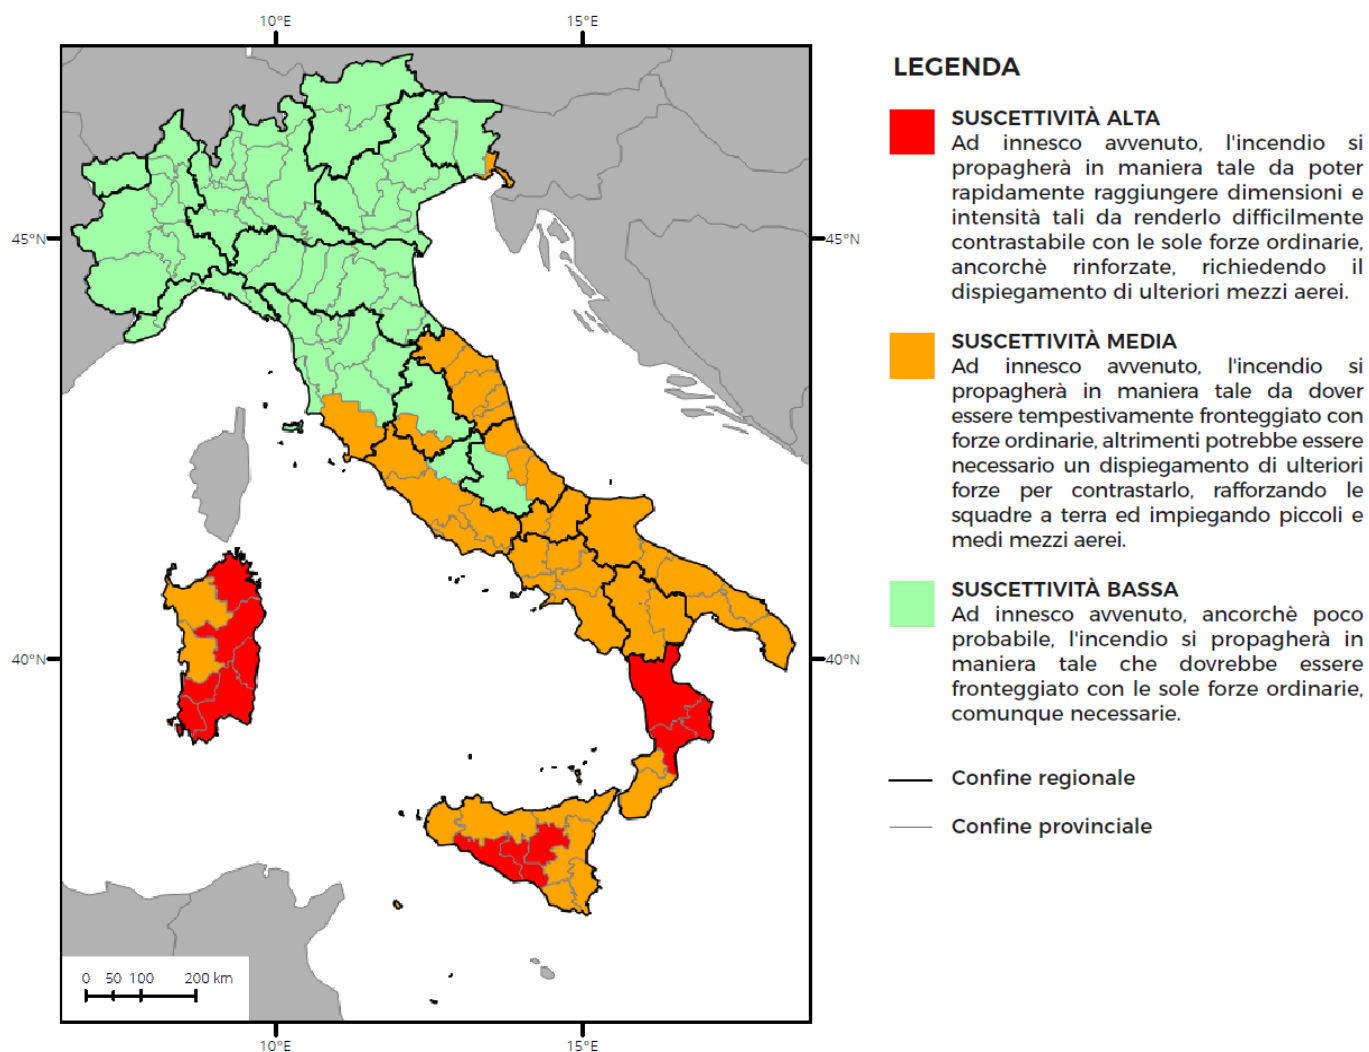 10°E
15°E
45°N
45°N
40°N
40°N
0 50 100 200 km
10°E
15°E
LEGENDA
SUSCETTIVITÀ ALTA
Ad innesco avvenuto, l'incendio si
propagherà in maniera tale da poter
rapidamente raggiungere dimensioni e
intensità tali da renderlo difficilmente
contrastabile con le sole forze ordinarie,
ancorchè rinforzate, richiedendo il
dispiegamento di ulteriori mezzi aerei.
SUSCETTIVITÀ MEDIA
Ad innesco avvenuto, l'incendio si
propagherà in maniera tale da dover
essere tempestivamente fronteggiato con
forze ordinarie, altrimenti potrebbe essere
necessario un dispiegamento di ulteriori
forze per contrastarlo, rafforzando le
squadre a terra ed impiegando piccoli e
medi mezzi aerei.
SUSCETTIVITÀ BASSA
Ad innesco avvenuto, ancorchè poco
probabile, l'incendio si propagherà in
maniera tale che dovrebbe essere
fronteggiato con le sole forze ordinarie,
comunque necessarie.
Confine regionale
Confine provinciale